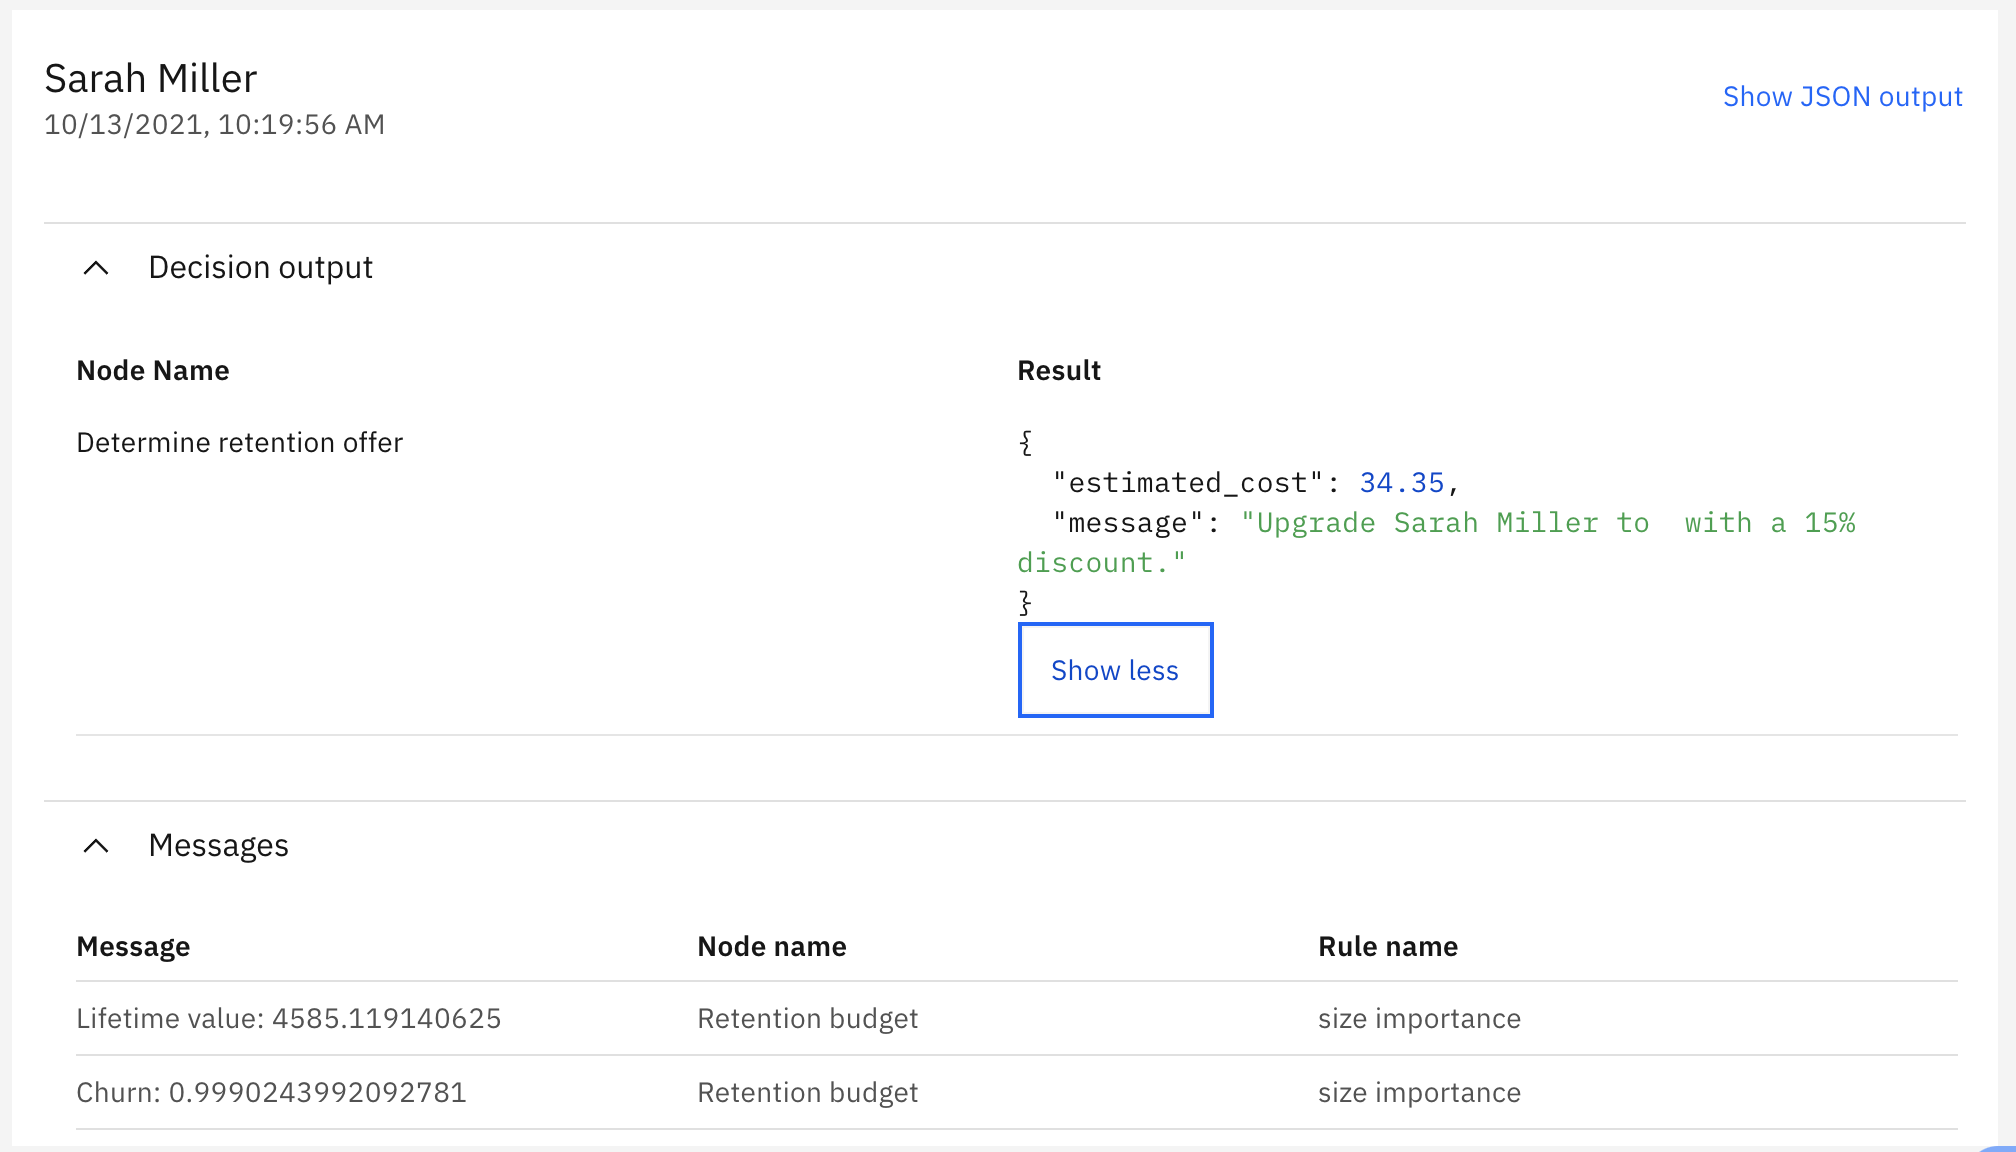 Sarah Miller
Show JSON output
10/13/2021, 10:19:56 AM
Decision output
Node Name Result
Determine retention offer
{
"estimated_cost": 34.35,
"message": "Upgrade Sarah Miller to  with a 15%
discount."
}
Show less
Messages
Message Node name Rule name
Lifetime value: 4585.119140625 Retention budget size importance
Churn: 0.9990243992092781 Retention budget size importance